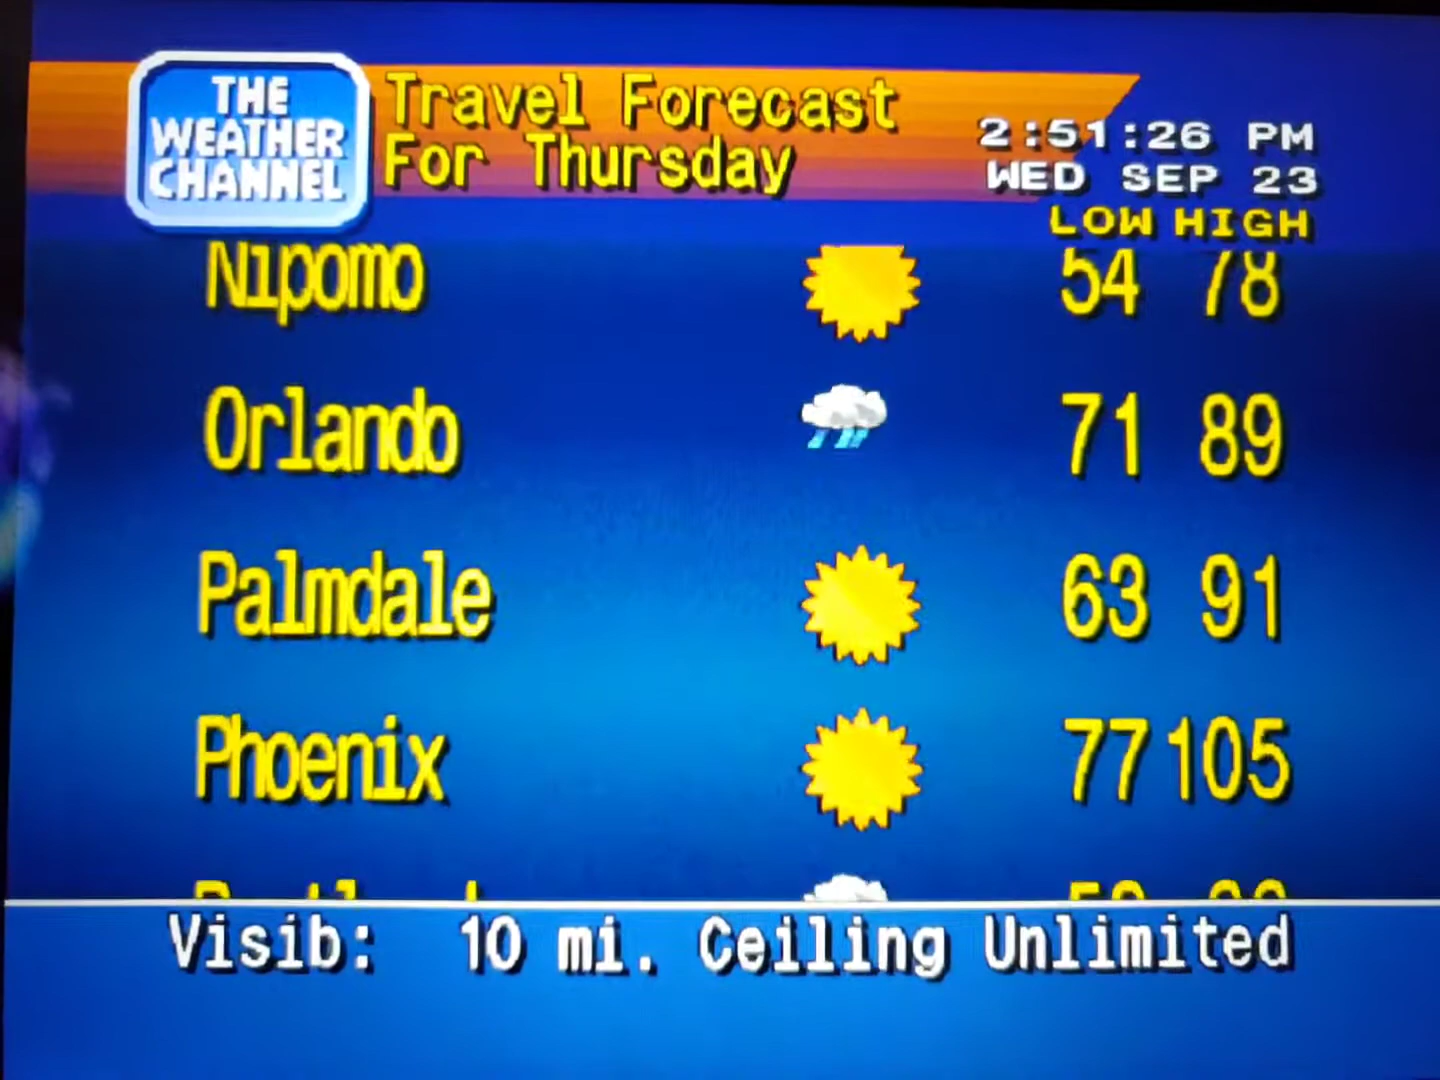 THE
WEATHER
CHANNEL
Travel Forecast
For Thursday
2:51:26 PM
WED SEP 23
LOW HIGH
Nipomo 54 78
Orlando 71 89
Palmdale 63 91
Phoenix 77 105
Visib: 10 mi. Ceiling Unlimited